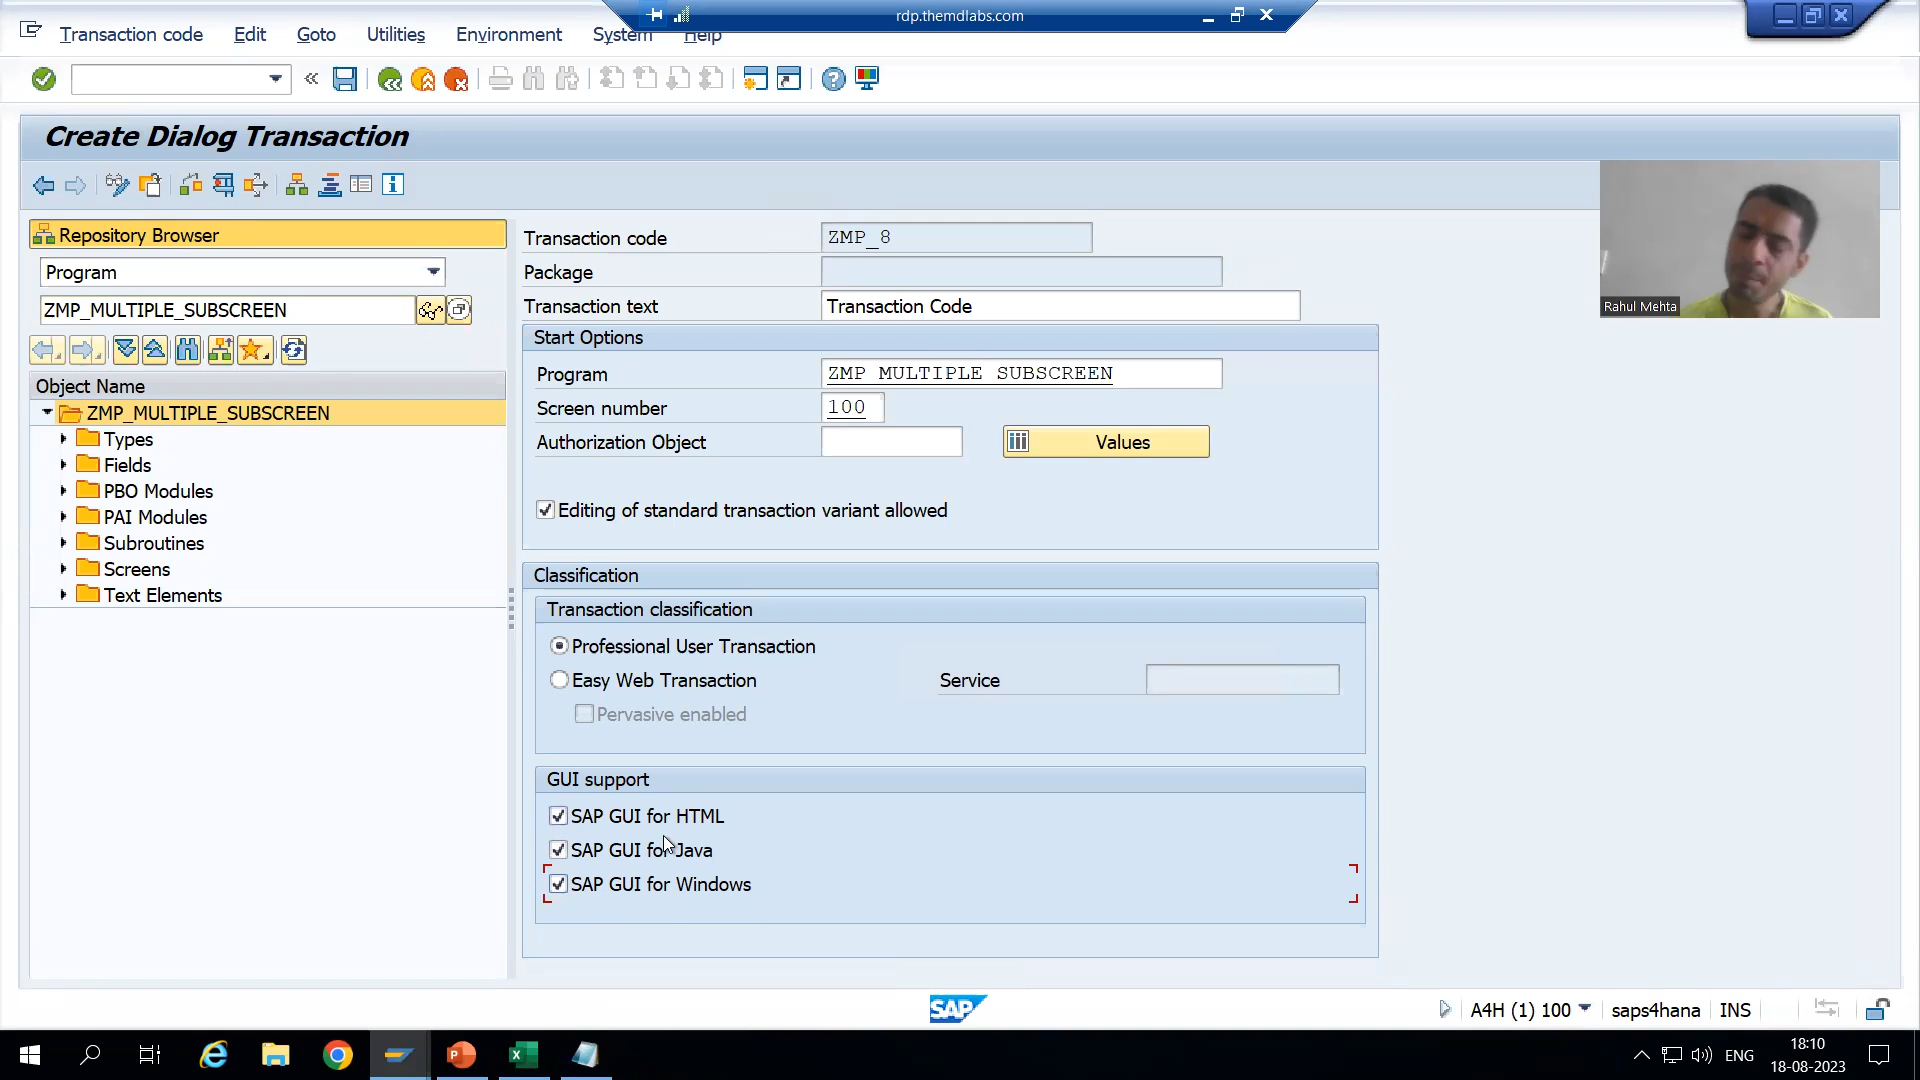 rdp.themdlabs.com
Transaction code Edit Goto Utilities Environment System Help
Create Dialog Transaction
Repository Browser
Program
ZMP_MULTIPLE_SUBSCREEN
Object Name
ZMP_MULTIPLE_SUBSCREEN
Types
Fields
PBO Modules
PAI Modules
Subroutines
Screens
Text Elements
Transaction code ZMP_8
Package
Transaction text Transaction Code
Start Options
Program ZMP_MULTIPLE_SUBSCREEN
Screen number 100
Authorization Object Values
Editing of standard transaction variant allowed
Classification
Transaction classification
Professional User Transaction
Easy Web Transaction Service
Pervasive enabled
GUI support
SAP GUI for HTML
SAP GUI for Java
SAP GUI for Windows
Rahul Mehta
SAP
A4H (1) 100 saps4hana INS
ENG
18:10
18-08-2023